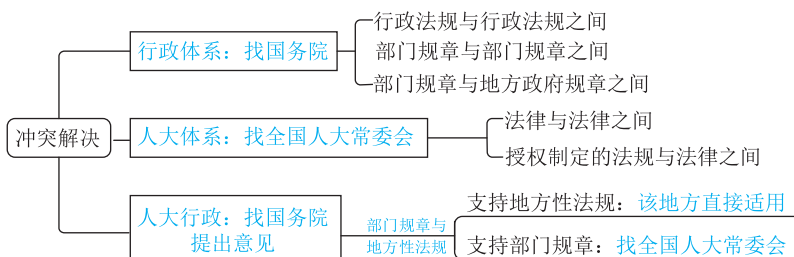 冲突解决
行政体系：找国务院
行政法规与行政法规之间
部门规章与部门规章之间
部门规章与地方政府规章之间
人大体系：找全国人大常委会
法律与法律之间
授权制定的法规与法律之间
人大行政：找国务院
提出意见
部门规章与
地方性法规
支持地方性法规：该地方直接适用
支持部门规章：找全国人大常委会